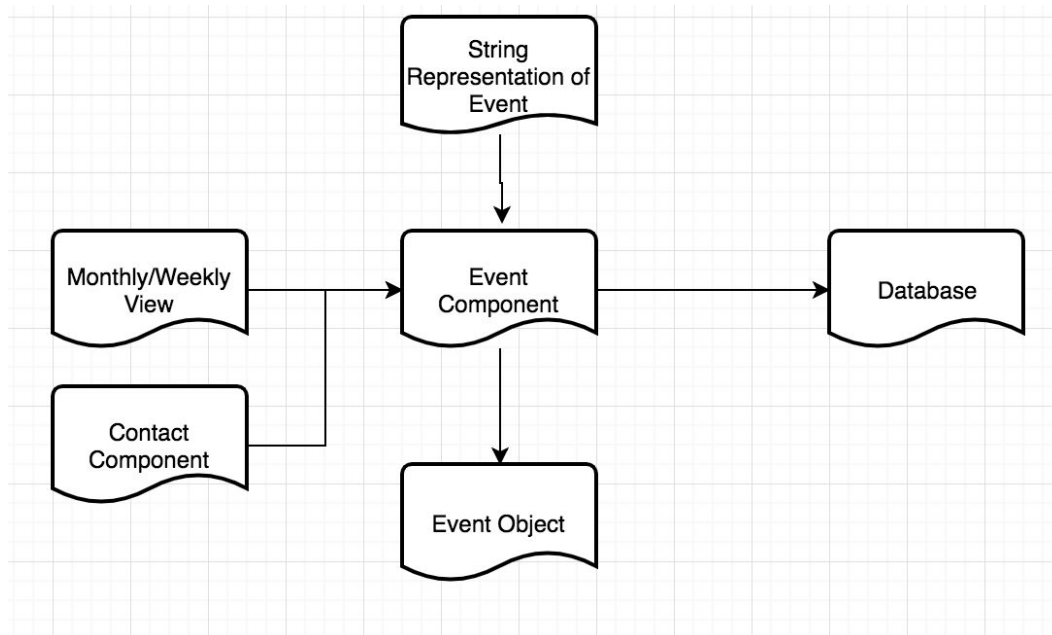 String
Representation of
Event
Monthly/Weekly
View
Event
Component
Database
Contact
Component
Event Object